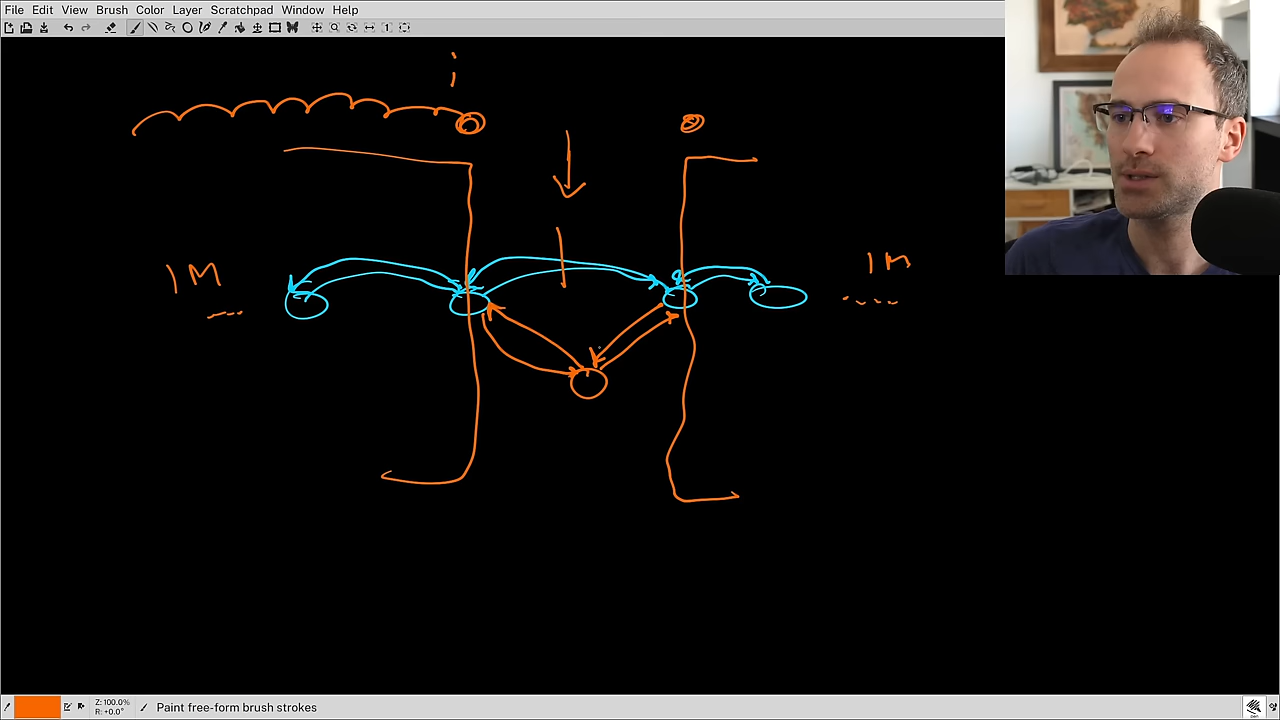 File Edit View Brush Color Layer Scratchpad Window Help
i
1M
1M
Z: 100.0%
R: +0.0°
Paint free-form brush strokes